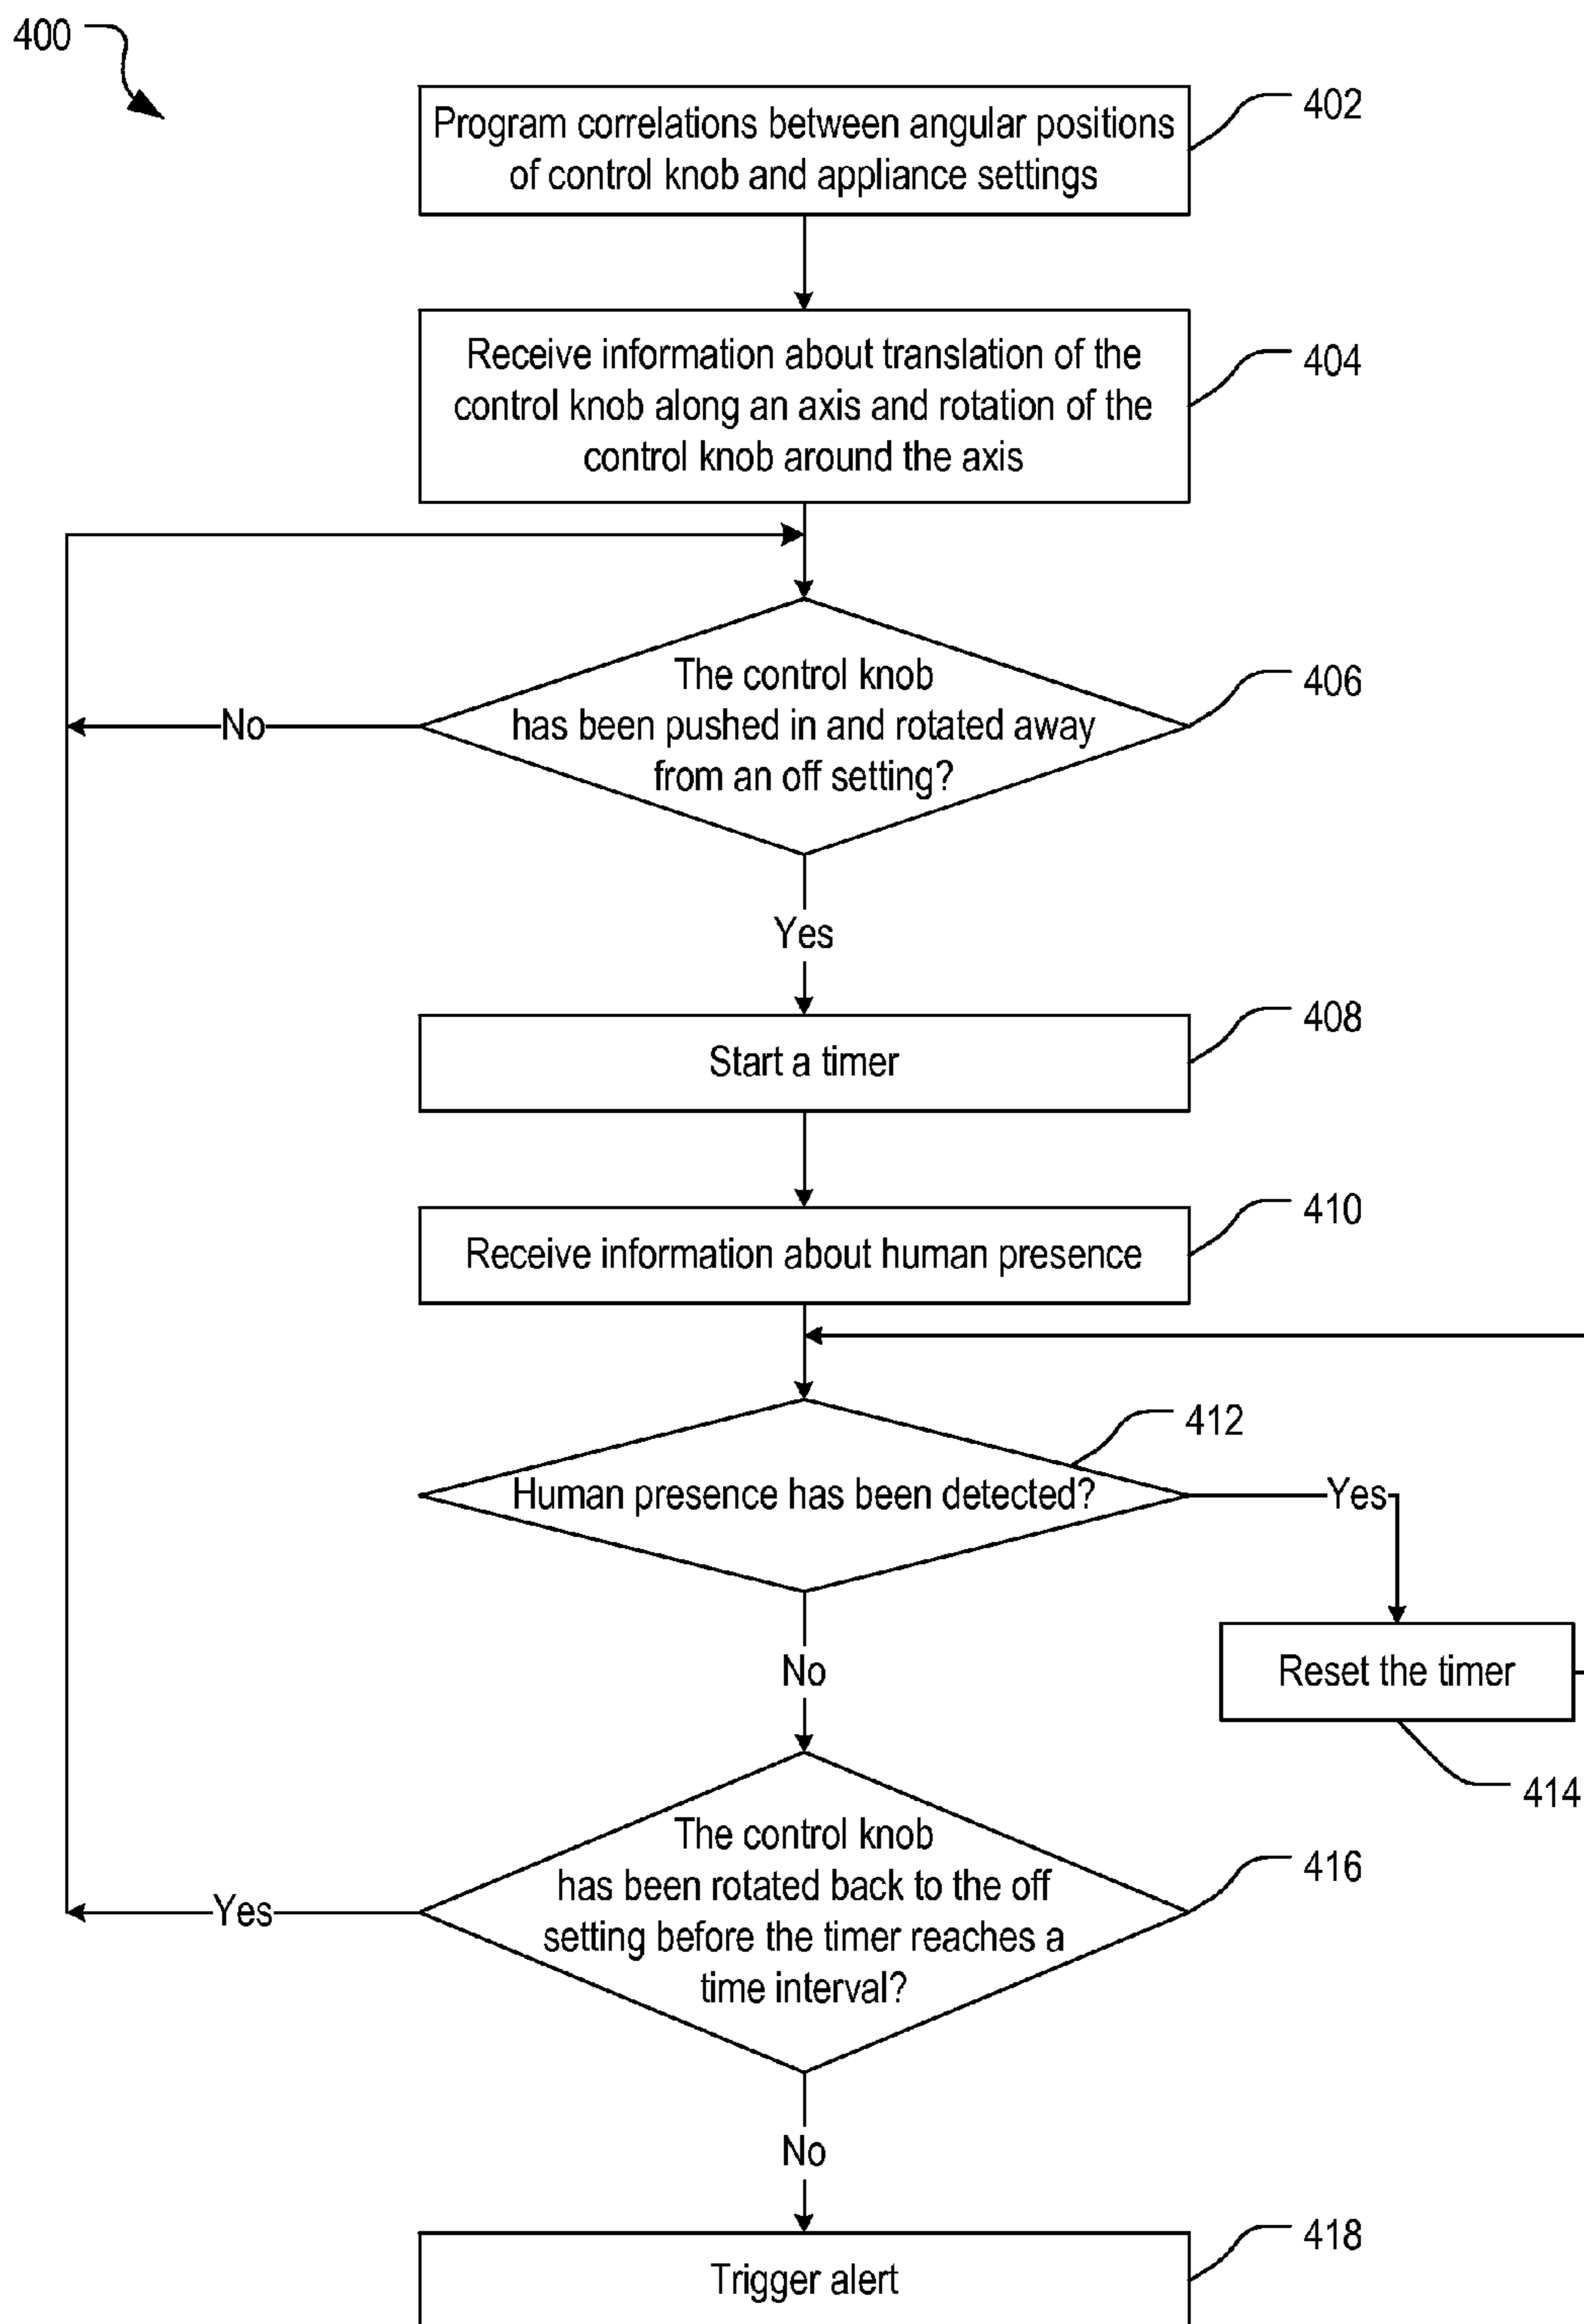 400
Program correlations between angular positions
of control knob and appliance settings
402
Receive information about translation of the
control knob along an axis and rotation of the
control knob around the axis
404
The control knob
has been pushed in and rotated away
from an off setting?
406
No
Yes
Start a timer
408
Receive information about human presence
410
Human presence has been detected?
412
Yes
No
Reset the timer
414
The control knob
has been rotated back to the off
setting before the timer reaches a
time interval?
416
Yes
No
Trigger alert
418